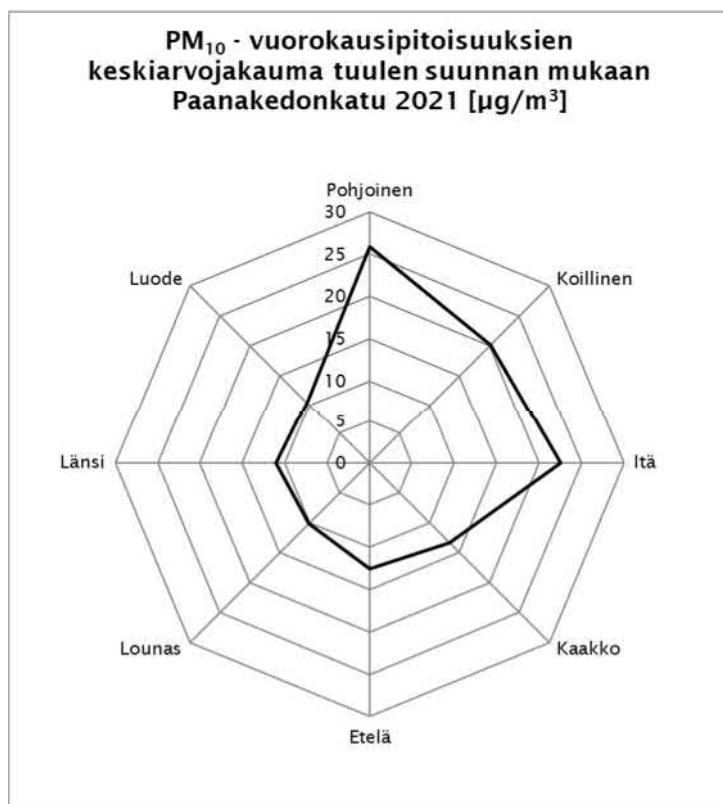 PM₁₀ - vuorokausipitoisuuksien
keskiarvojakauma tuulen suunnan mukaan
Paanakedonkatu 2021 [µg/m³]
Pohjoinen
30
Luode
25
Koillinen
20
15
10
5
Länsi
0
Itä
Lounas
Kaakko
Etelä